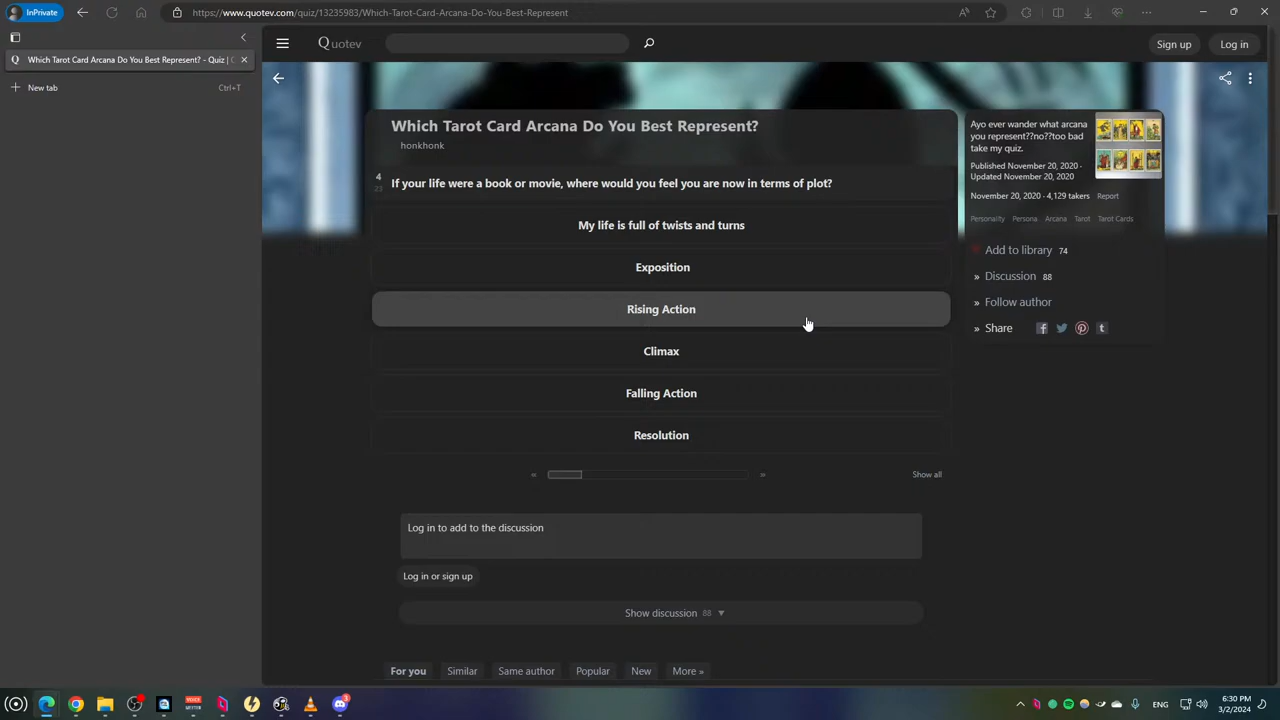 InPrivate
https://www.quotev.com/quiz/13235983/Which-Tarot-Card-Arcana-Do-You-Best-Represent
Which Tarot Card Arcana Do You Best Represent? - Quiz |
New tab
Ctrl+T
Quotev
Sign up
Log in
Which Tarot Card Arcana Do You Best Represent?
honkhonk
4
23
If your life were a book or movie, where would you feel you are now in terms of plot?
My life is full of twists and turns
Exposition
Rising Action
Climax
Falling Action
Resolution
Show all
Ayo ever wander what arcana
you represent??no??too bad
take my quiz.
Published November 20, 2020 ·
Updated November 20, 2020
November 20, 2020 · 4,129 takers Report
Personality Persona Arcana Tarot Tarot Cards
Add to library 74
» Discussion 88
» Follow author
» Share
Log in to add to the discussion
Log in or sign up
Show discussion 88 ▼
For you Similar Same author Popular New More »
3
ENG
6:30 PM
3/2/2024